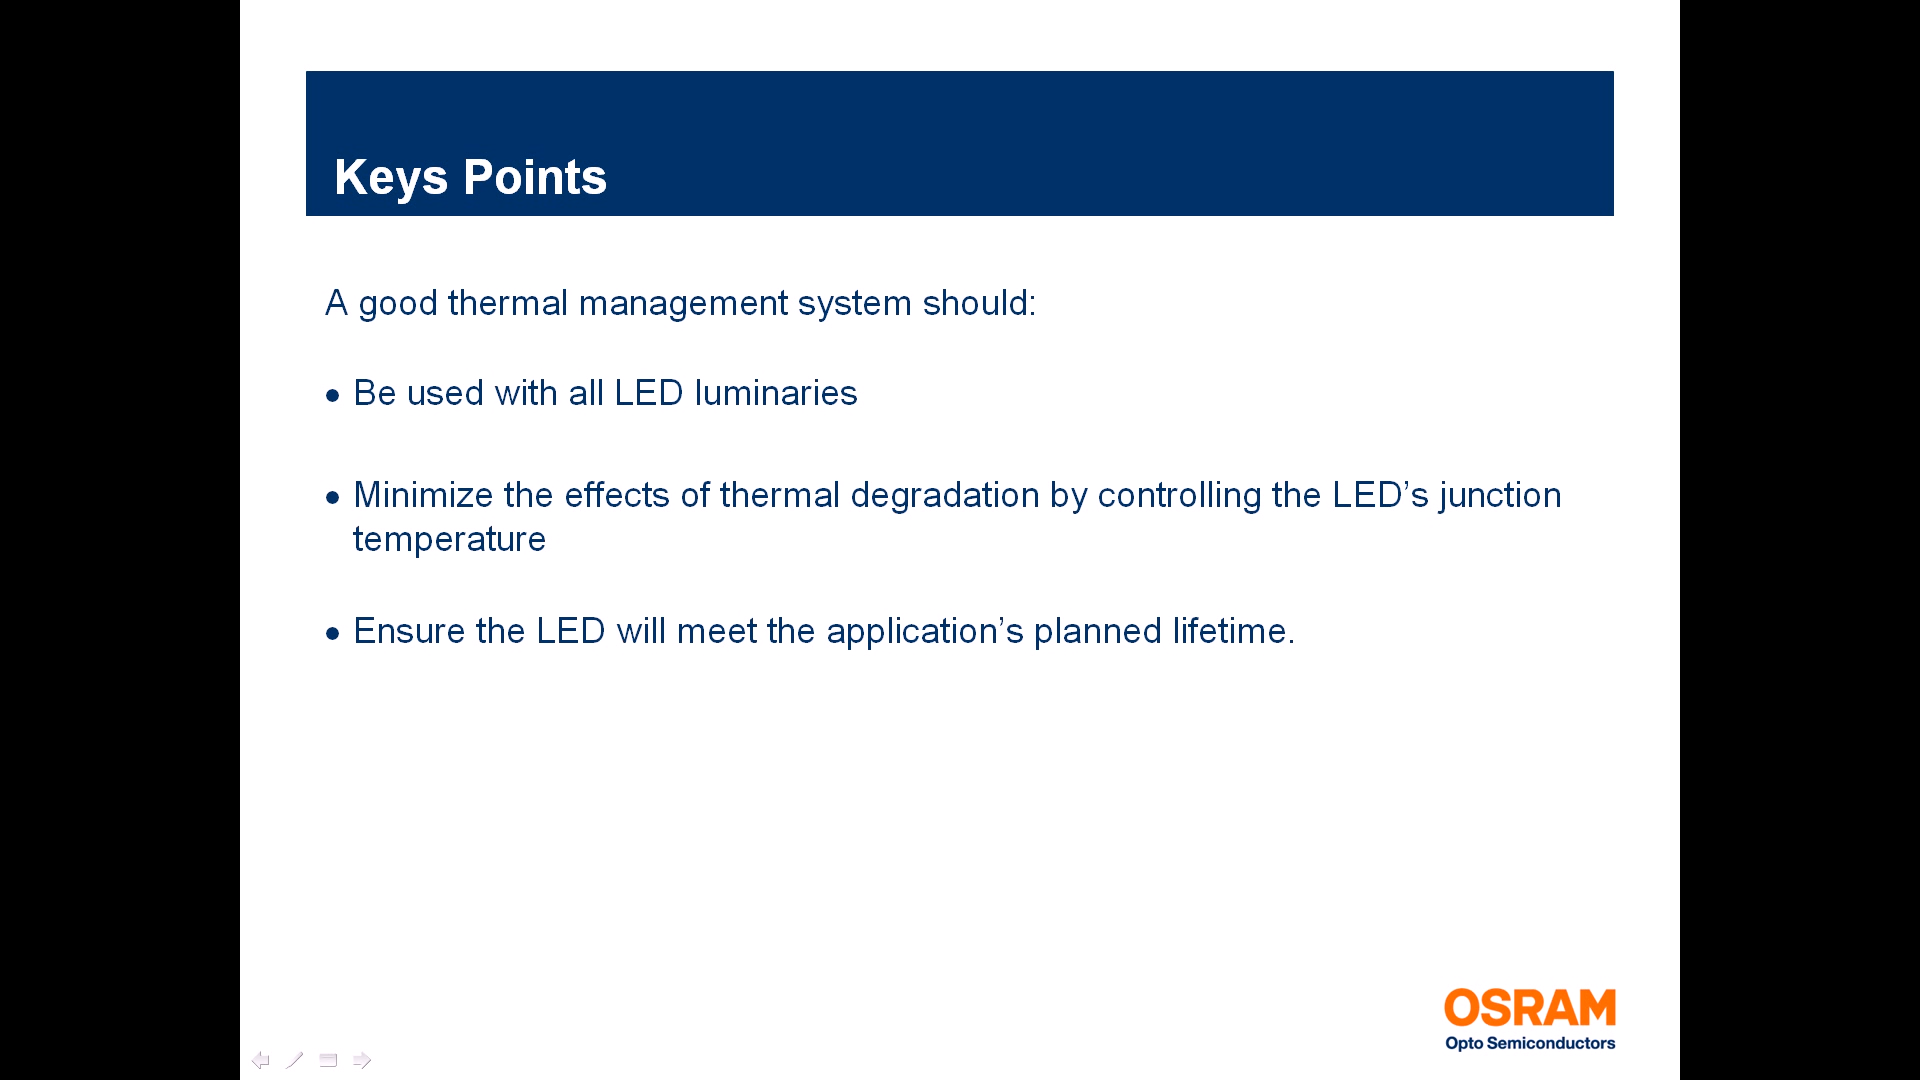 Keys Points
A good thermal management system should:
• Be used with all LED luminaries
• Minimize the effects of thermal degradation by controlling the LED’s junction
temperature
• Ensure the LED will meet the application’s planned lifetime.
OSRAM
Opto Semiconductors